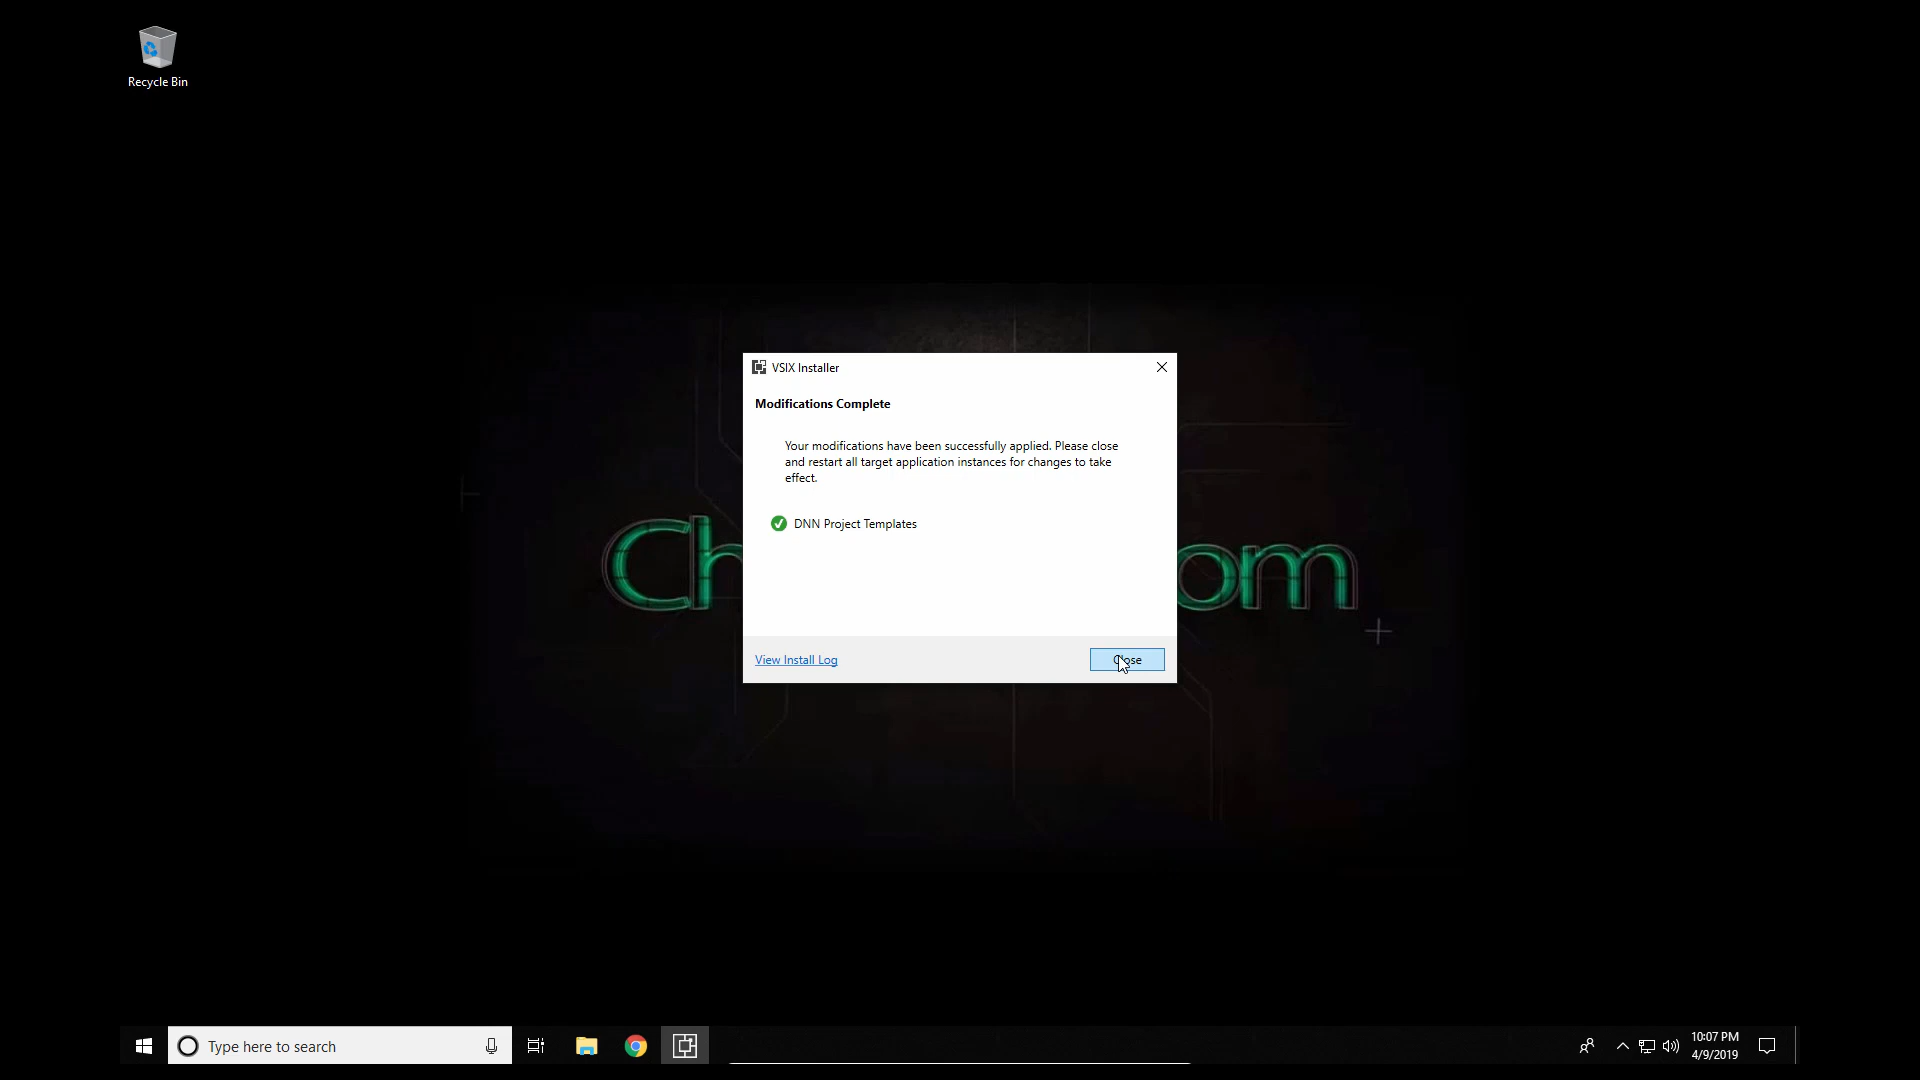 Recycle Bin
VSIX Installer
Modifications Complete
Your modifications have been successfully applied. Please close
and restart all target application instances for changes to take
effect.
DNN Project Templates
Ch
om
View Install Log
Close
Type here to search
10:07 PM
4/9/2019